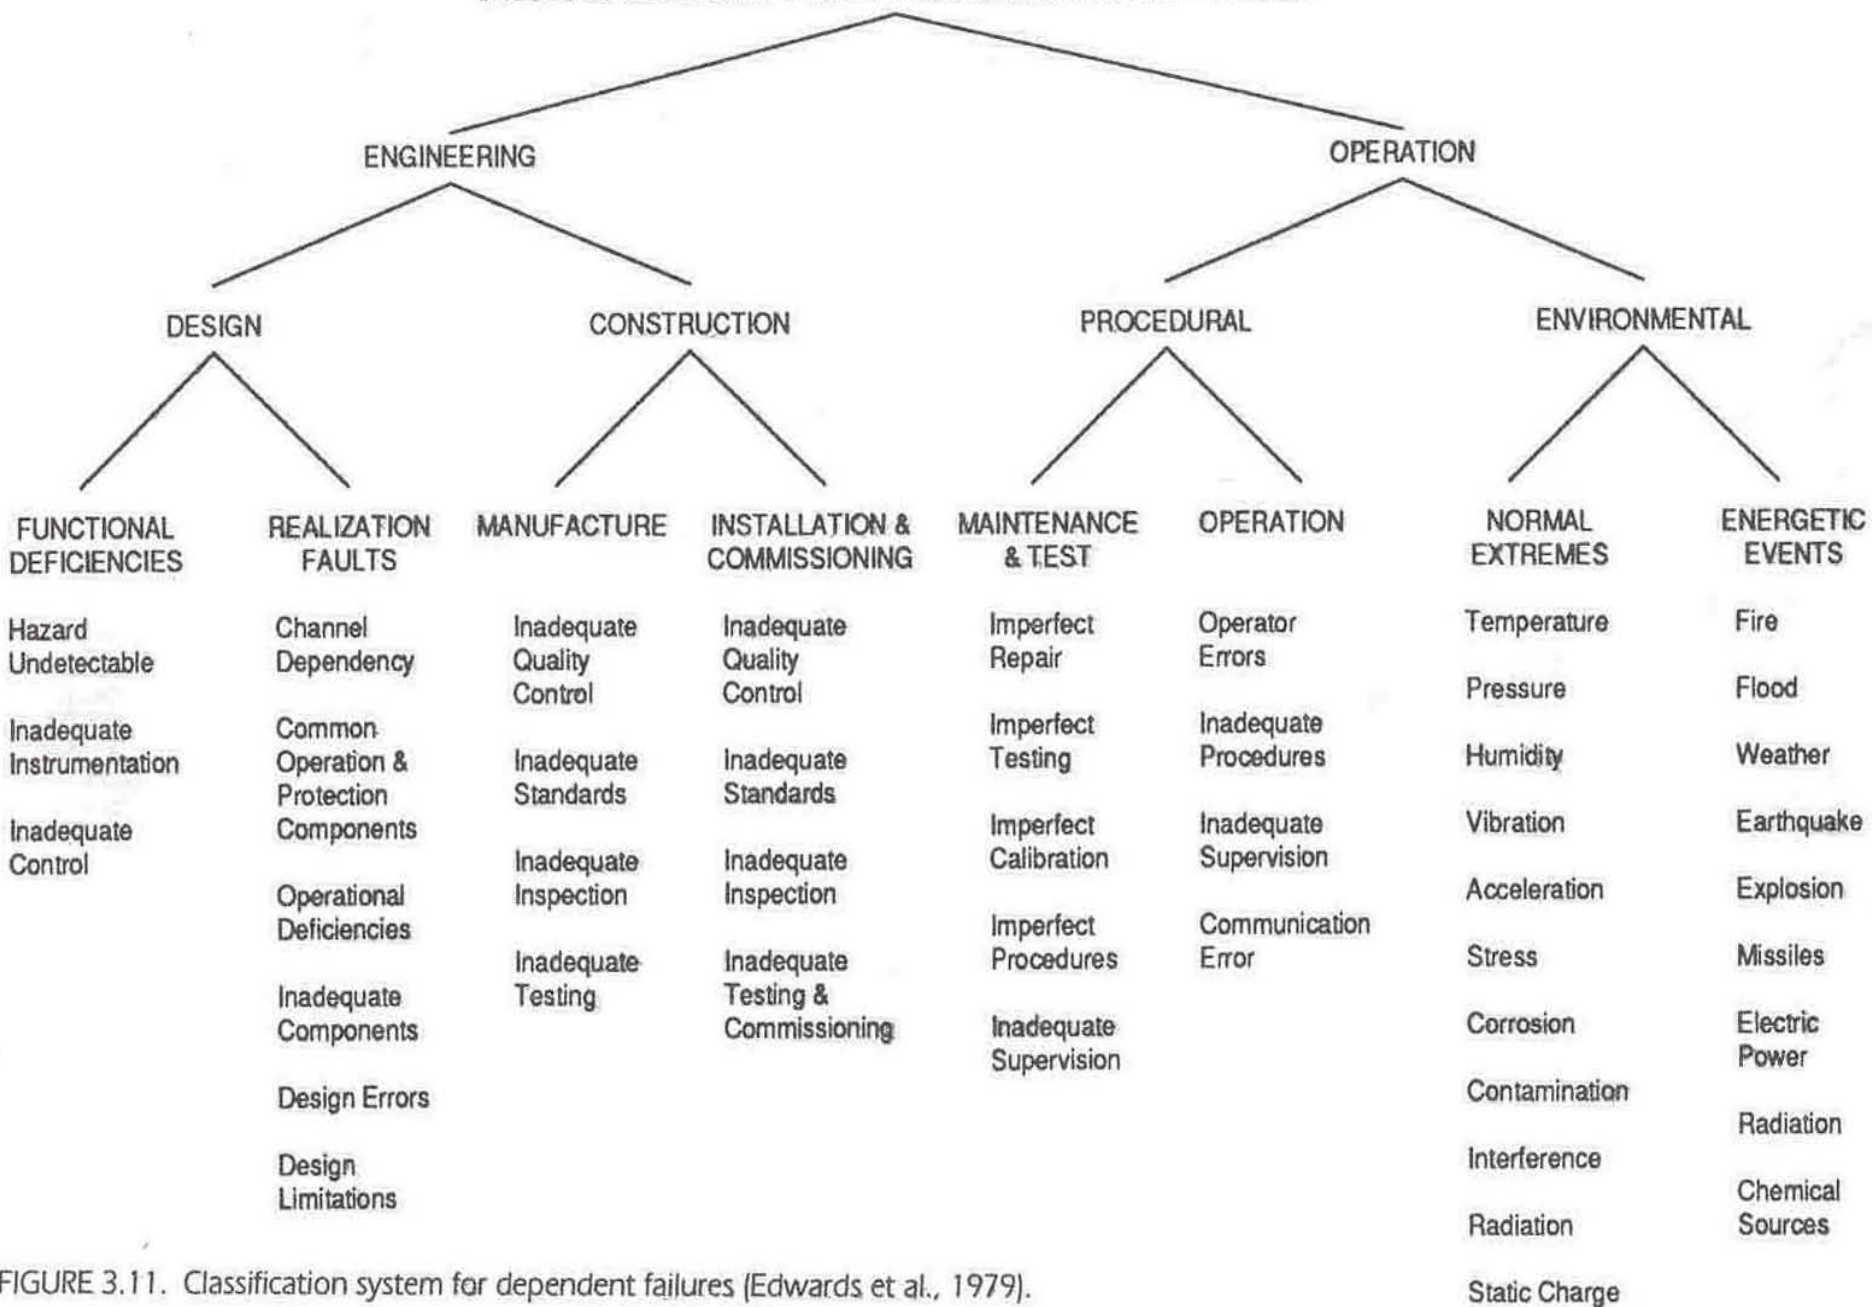 ENGINEERING
OPERATION
DESIGN
CONSTRUCTION
PROCEDURAL
ENVIRONMENTAL
FUNCTIONAL
DEFICIENCIES
Hazard
Undetectable
Inadequate
Instrumentation
Inadequate
Control
REALIZATION
FAULTS
Channel
Dependency
Common
Operation &
Protection
Components
Operational
Deficiencies
Inadequate
Components
Design Errors
Design
Limitations
MANUFACTURE
Inadequate
Quality
Control
Inadequate
Standards
Inadequate
Inspection
Inadequate
Testing
INSTALLATION &
COMMISSIONING
Inadequate
Quality
Control
Inadequate
Standards
Inadequate
Inspection
Inadequate
Testing &
Commissioning
MAINTENANCE
& TEST
Imperfect
Repair
Imperfect
Testing
Imperfect
Calibration
Imperfect
Procedures
Inadequate
Supervision
OPERATION
Operator
Errors
Inadequate
Procedures
Inadequate
Supervision
Communication
Error
NORMAL
EXTREMES
Temperature
Pressure
Humidity
Vibration
Acceleration
Stress
Corrosion
Contamination
Interference
Radiation
Static Charge
ENERGETIC
EVENTS
Fire
Flood
Weather
Earthquake
Explosion
Missiles
Electric
Power
Radiation
Chemical
Sources
FIGURE 3.11. Classification system for dependent failures (Edwards et al., 1979).